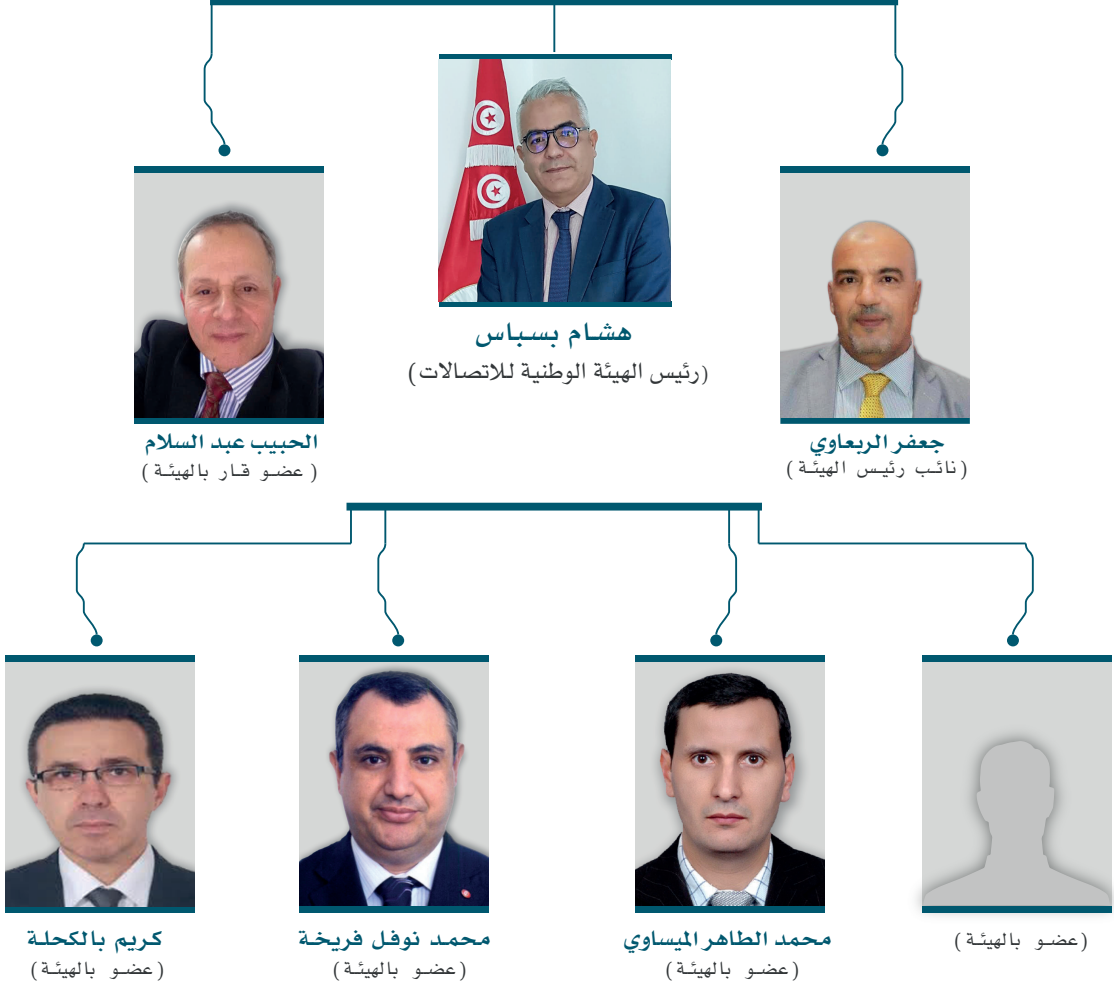 هشام بسباس
(رئيس الهيئة الوطنية للاتصالات)
جعفر الربعاوي
(نائب رئيس الهيئة)
الحبيب عبد السلام
(عضو قار بالهيئة)
(عضو بالهيئة)
محمد الطاهر الميساوي
(عضو بالهيئة)
محمد نوفل فريخة
(عضو بالهيئة)
كريم بالكحلة
(عضو بالهيئة)